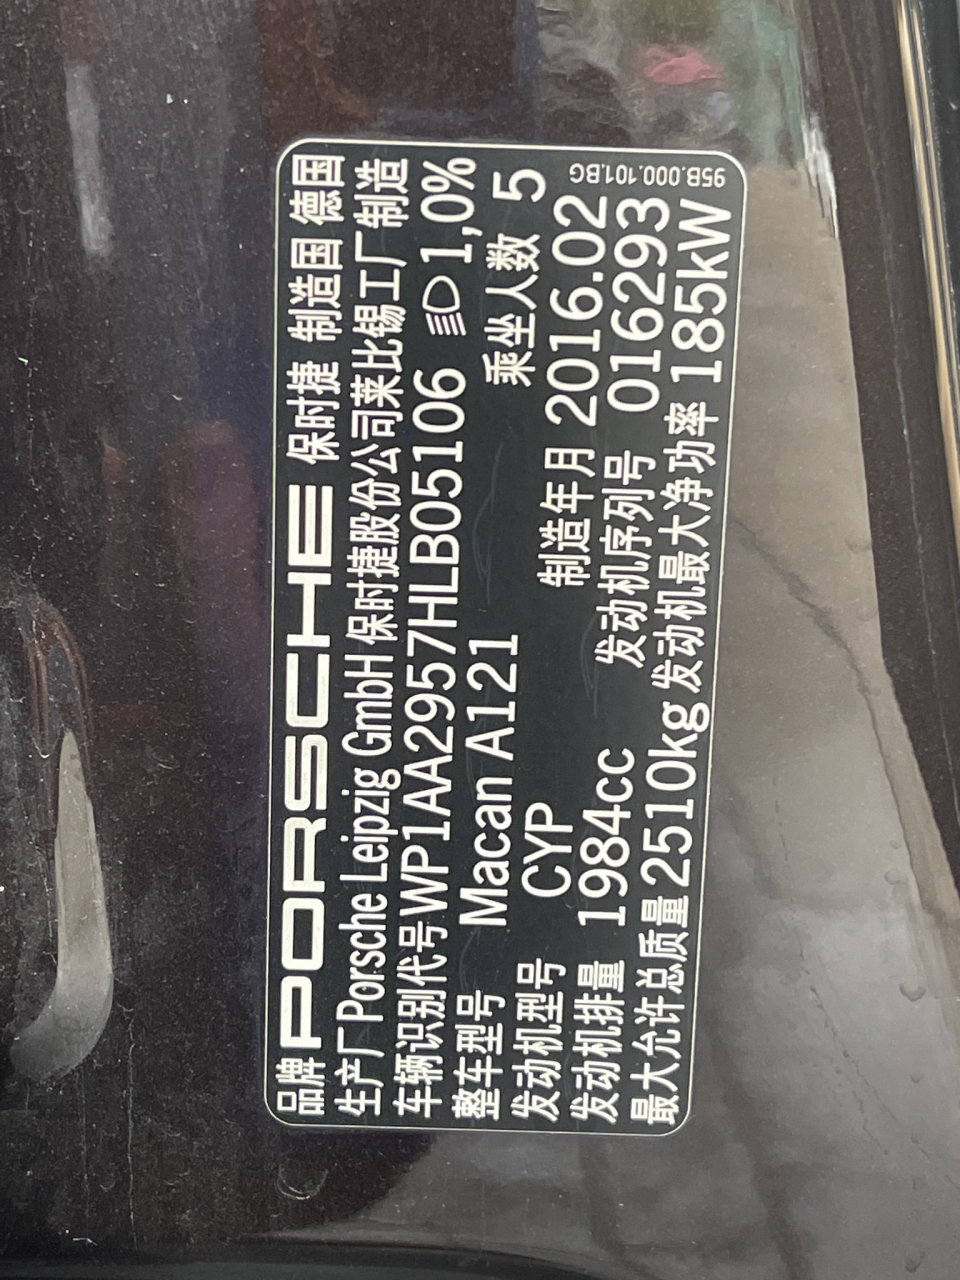 品牌 PORSCHE 保时捷 制造国 德国
生产厂 Porsche Leipzig GmbH 保时捷股份公司莱比锡工厂制造
车辆识别代号 WP1AA2957HLB05106 1,0%
整车型号 Macan A121 乘坐人数 5
发动机型号 CYP 制造年月 2016.02
发动机排量 1984cc 发动机序列号 016293
最大允许总质量 2510kg 发动机最大净功率 185kW
95B.000.101.BG